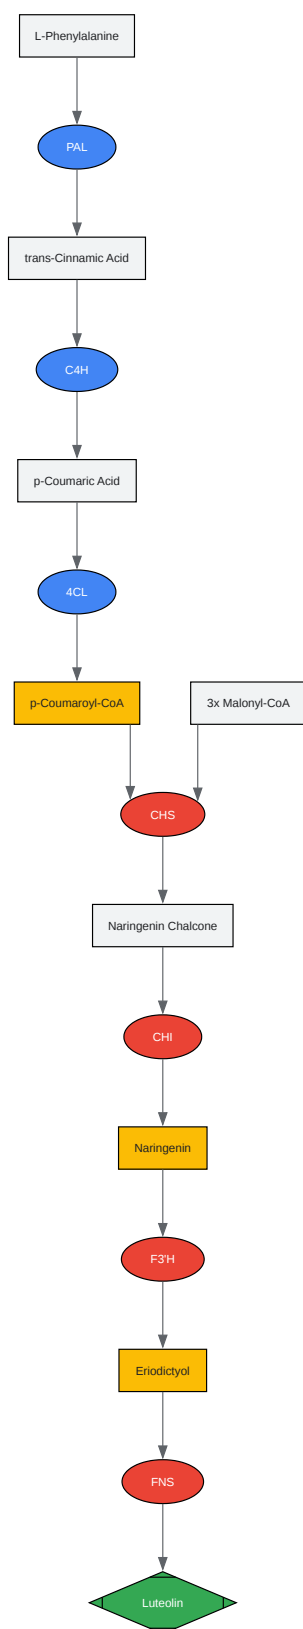 L-Phenylalanine
PAL
trans-Cinnamic Acid
C4H
p-Coumaric Acid
4CL
p-Coumaroyl-CoA
3x Malonyl-CoA
CHS
Naringenin Chalcone
CHI
Naringenin
F3'H
Eriodictyol
FNS
Luteolin